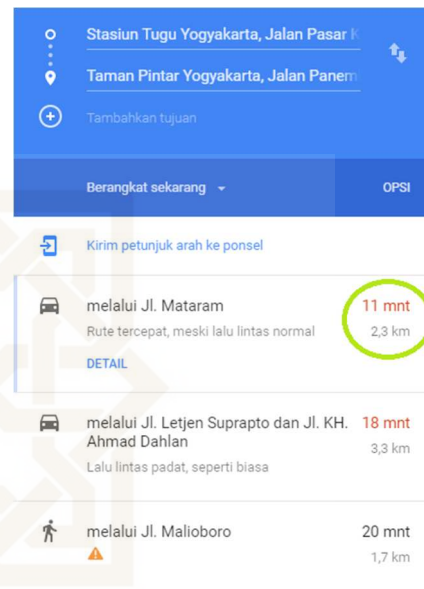 Stasiun Tugu Yogyakarta, Jalan Pasar K
Taman Pintar Yogyakarta, Jalan Panem
Tambahkan tujuan
Berangkat sekarang
OPSI
Kirim petunjuk arah ke ponsel
melalui Jl. Mataram
11 mnt
Rute tercepat, meski lalu lintas normal
2,3 km
DETAIL
melalui Jl. Letjen Suprapto dan Jl. KH.
18 mnt
Ahmad Dahlan
3,3 km
Lalu lintas padat, seperti biasa
melalui Jl. Malioboro
20 mnt
1,7 km